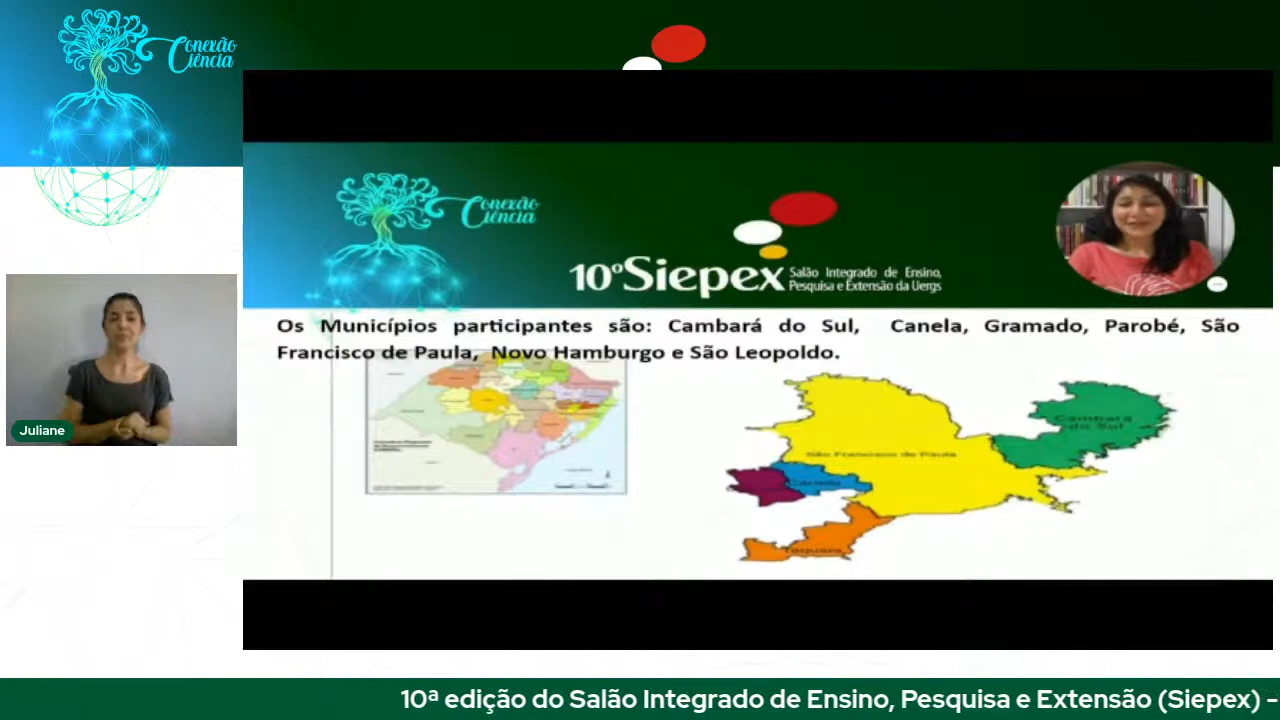 Conexão
Ciência
Conexão
Ciência
10º Siepex
Salão Integrado de Ensino,
Pesquisa e Extensão da Uergs
Os Municípios participantes são: Cambará do Sul, Canela, Gramado, Parobé, São
Francisco de Paula, Novo Hamburgo e São Leopoldo.
Cambará
do Sul
São Francisco de Paula
Canela
Taquara
Juliane
10ª edição do Salão Integrado de Ensino, Pesquisa e Extensão (Siepex) -